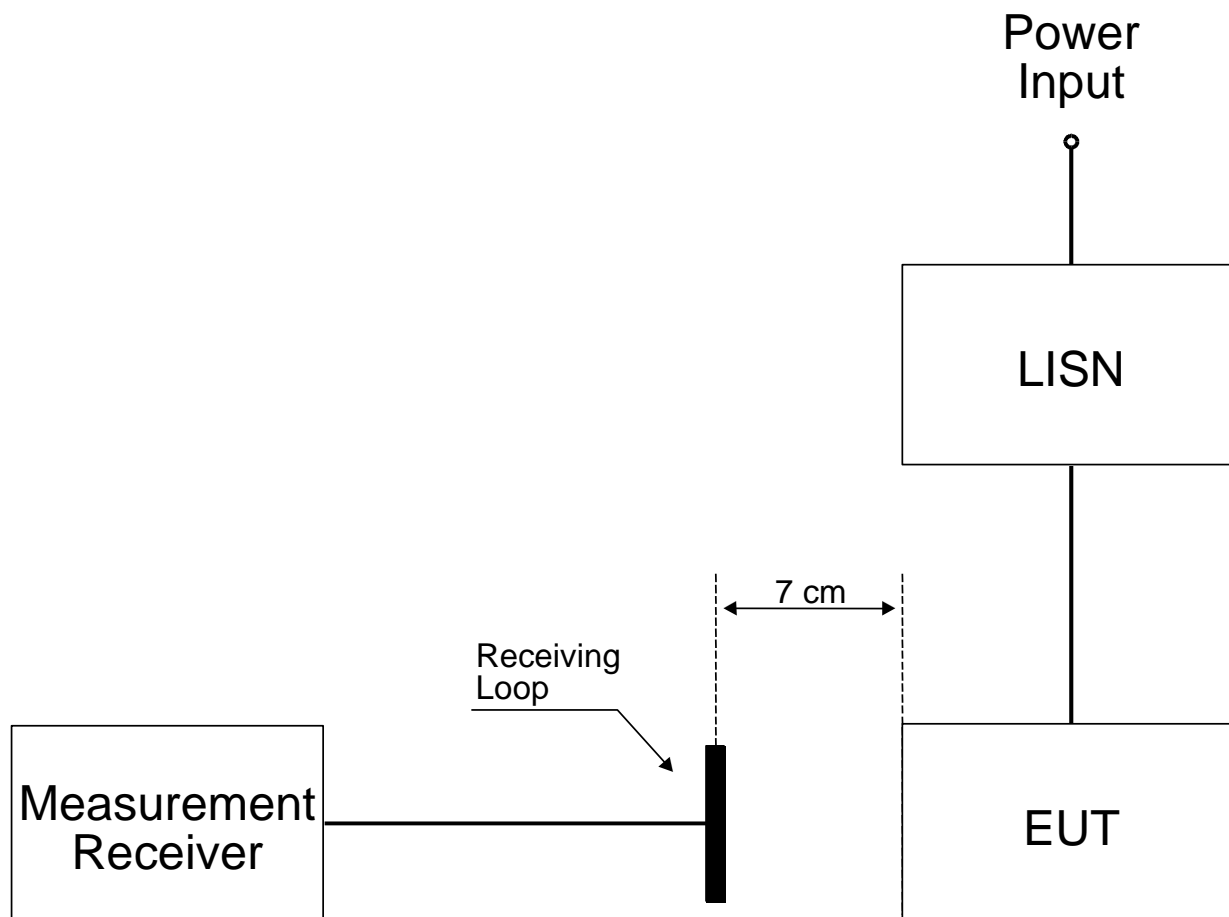 Power
Input
LISN
7 cm
Receiving
Loop
Measurement
Receiver
EUT